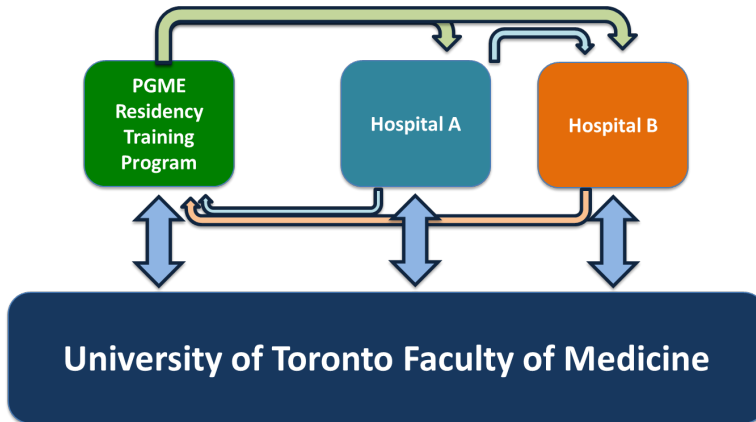 PGME
Residency
Training
Program
Hospital A
Hospital B
University of Toronto Faculty of Medicine